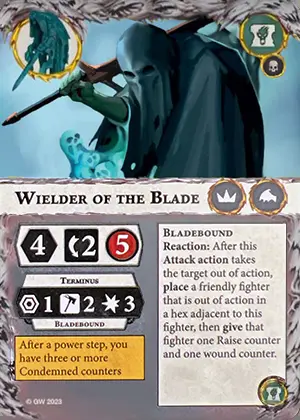 Wielder of the Blade
4 2 5
Terminus
1 2 3
Bladebound
After a power step, you
have three or more
Condemned counters
© GW 2023
Bladebound
Reaction: After this
Attack action takes
the target out of action,
place a friendly fighter
that is out of action in
a hex adjacent to this
fighter, then give that
fighter one Raise counter
and one wound counter.